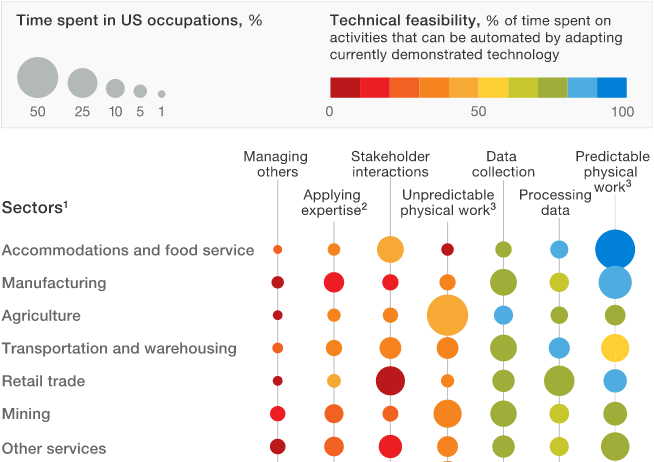 Time spent in US occupations, %
50 25 10 5 1
Technical feasibility, % of time spent on
activities that can be automated by adapting
currently demonstrated technology
0 50 100
Managing
others
Applying
expertise²
Stakeholder
interactions
Unpredictable
physical work³
Data
collection
Processing
data
Predictable
physical
work³
Sectors¹
Accommodations and food service
Manufacturing
Agriculture
Transportation and warehousing
Retail trade
Mining
Other services